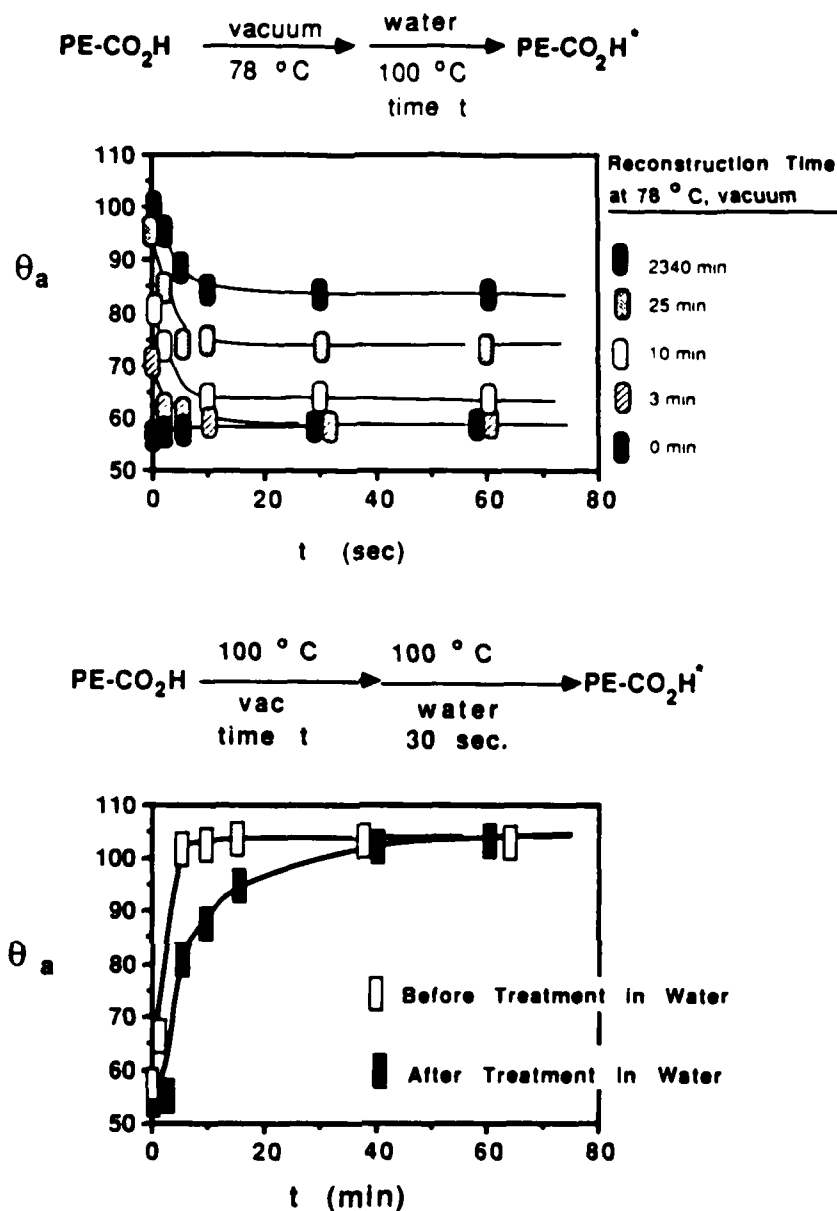 PE-CO₂H vacuum 78 °C water 100 °C time t PE-CO₂H*
110
100
90
80
70
60
50
θa
0 20 40 60 80
t (sec)
Reconstruction Time
at 78 °C, vacuum
2340 min
25 min
10 min
3 min
0 min
PE-CO₂H 100 °C vac time t 100 °C water 30 sec. PE-CO₂H*
110
100
90
80
70
60
50
θa
Before Treatment in Water
After Treatment in Water
0 20 40 60 80
t (min)